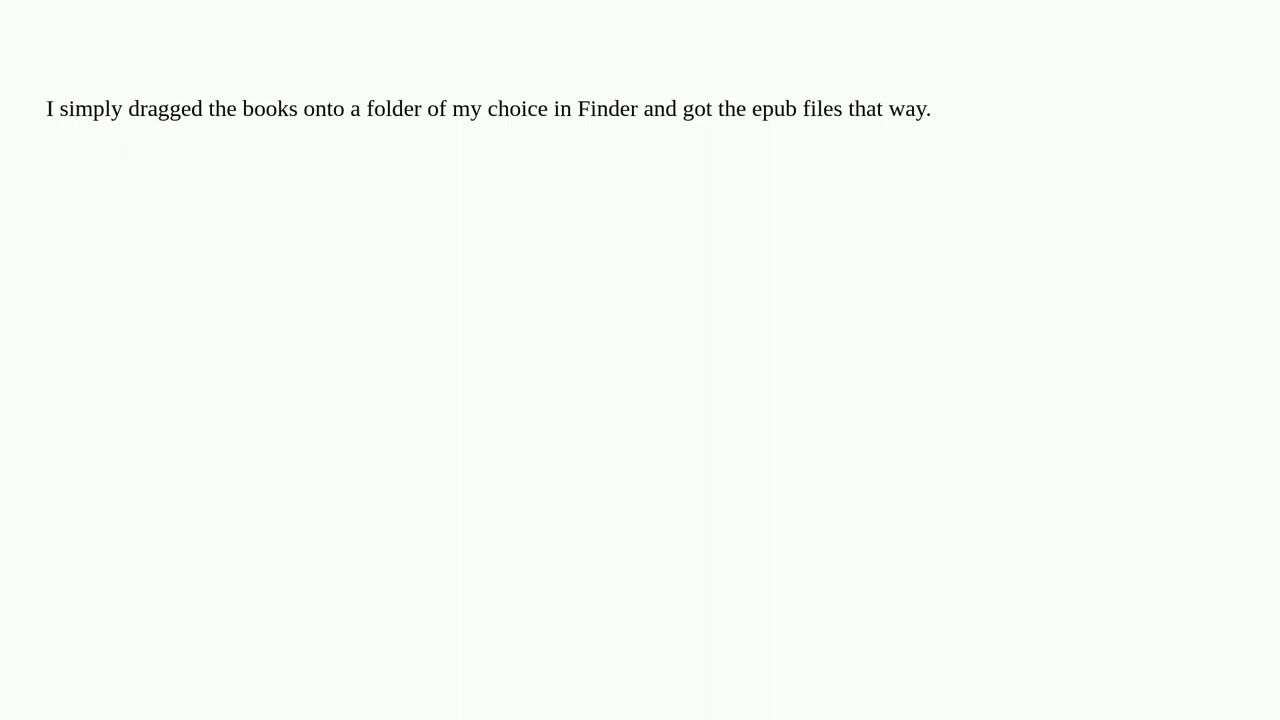 I simply dragged the books onto a folder of my choice in Finder and got the epub files that way.